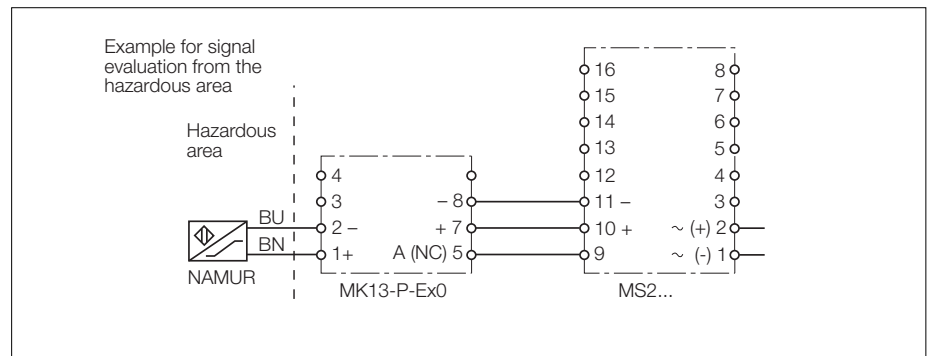 Example for signal
evaluation from the
hazardous area
Hazardous
area
NAMUR
BU
BN
4
3
2 –
1+
– 8
+ 7
A (NC) 5
MK13-P-Ex0
16
15
14
13
12
11 –
10 +
9
8
7
6
5
4
3
~ (+) 2
~ (-) 1
MS2...